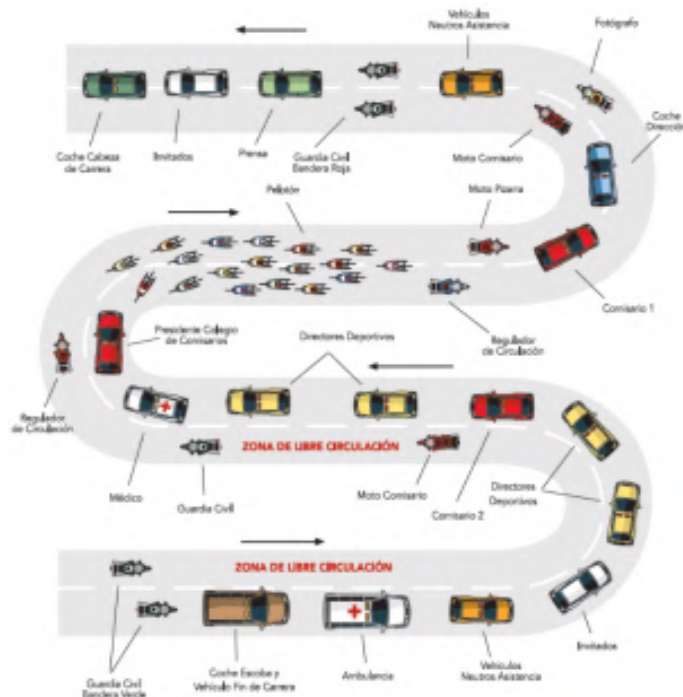 Vehículos
Neutros Asistencia
Fotógrafo
Coche
Dirección
Coche Cabeza
de Carrera
Invitados
Prensa
Guardia Civil
Bandera Roja
Moto Comisario
Pelotón
Moto Pizarra
Comisario 1
Presidente Colegio
de Comisarios
Directores Deportivos
Regulador
de Circulación
Regulador
de Circulación
Médico
Guardia Civil
ZONA DE LIBRE CIRCULACIÓN
Moto Comisario
Comisario 2
Directores
Deportivos
ZONA DE LIBRE CIRCULACIÓN
Invitados
Guardia Civil
Bandera Verde
Coche Escoba y
Vehículo Fin de Carrera
Ambulancia
Vehículos
Neutros Asistencia